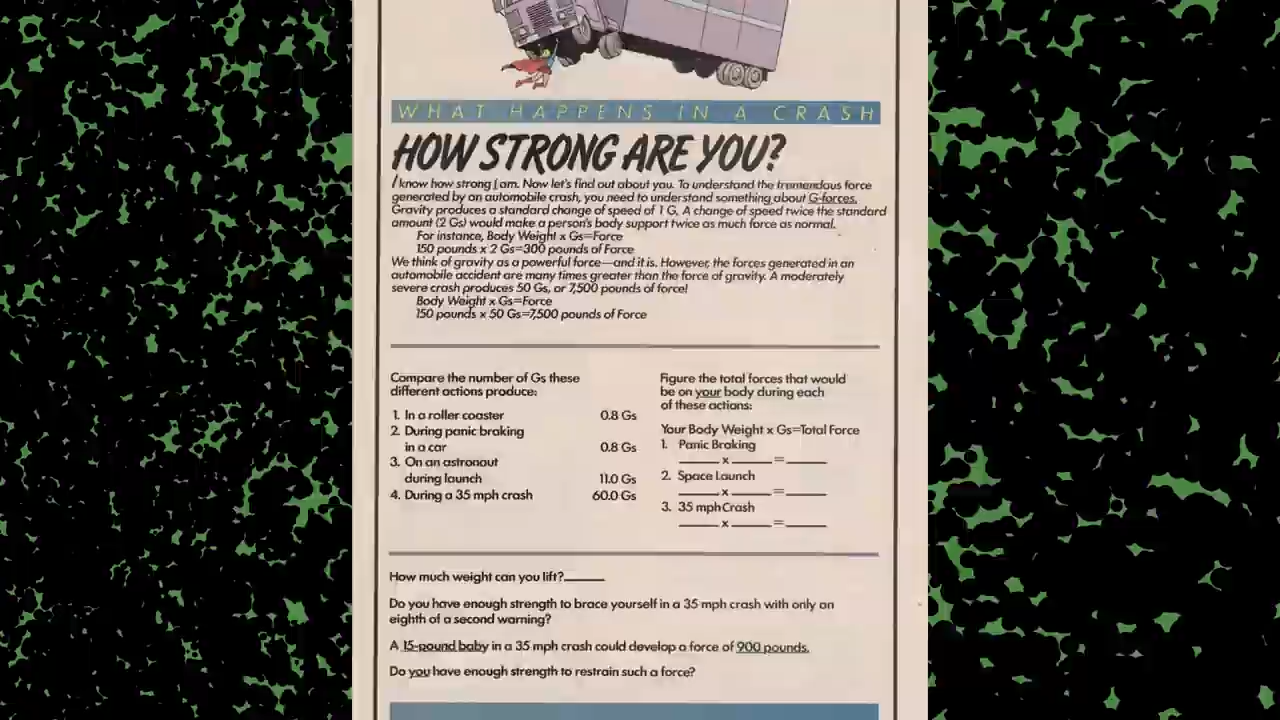 WHAT HAPPENS IN A CRASH
HOW STRONG ARE YOU?
I know how strong I am. Now let's find out about you. To understand the tremendous force
generated by an automobile crash, you need to understand something about G-forces.
Gravity produces a standard change of speed of 1 G. A change of speed twice the standard
amount (2 Gs) would make a person's body support twice as much force as normal.
For instance, Body Weight x Gs=Force
150 pounds x 2 Gs=300 pounds of Force
We think of gravity as a powerful force—and it is. However, the forces generated in an
automobile accident are many times greater than the force of gravity. A moderately
severe crash produces 50 Gs, or 7,500 pounds of force!
Body Weight x Gs=Force
150 pounds x 50 Gs=7,500 pounds of Force
Compare the number of Gs these
different actions produce:
1. In a roller coaster 0.8 Gs
2. During panic braking
in a car 0.8 Gs
3. On an astronaut
during launch 11.0 Gs
4. During a 35 mph crash 60.0 Gs
Figure the total forces that would
be on your body during each
of these actions:
Your Body Weight x Gs=Total Force
1. Panic Braking
_____ x _____ = _____
2. Space Launch
_____ x _____ = _____
3. 35 mph Crash
_____ x _____ = _____
How much weight can you lift?_____
Do you have enough strength to brace yourself in a 35 mph crash with only an
eighth of a second warning?
A 15-pound baby in a 35 mph crash could develop a force of 900 pounds.
Do you have enough strength to restrain such a force?